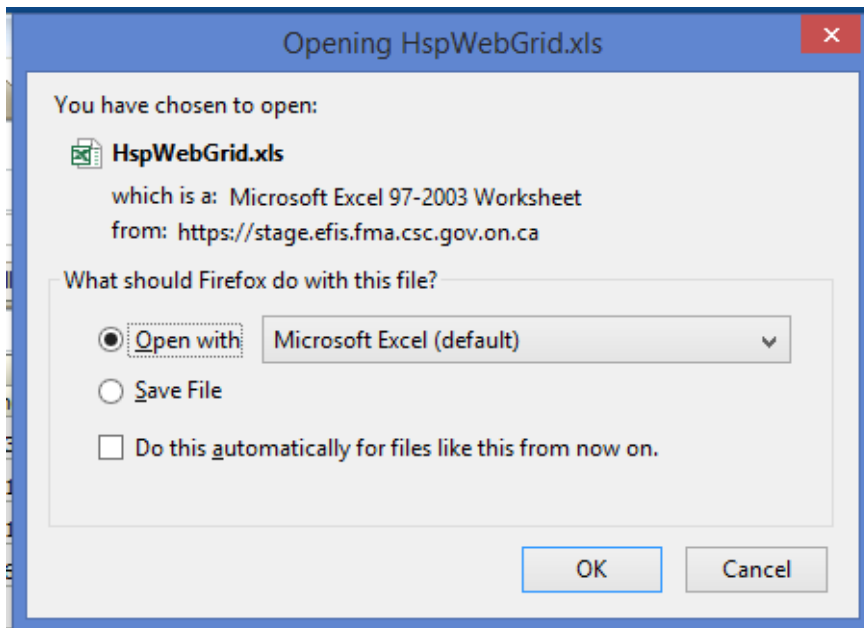 Opening HspWebGrid.xls
You have chosen to open:
HspWebGrid.xls
which is a: Microsoft Excel 97-2003 Worksheet
from: https://stage.efis.fma.csc.gov.on.ca
What should Firefox do with this file?
Open with Microsoft Excel (default)
Save File
Do this automatically for files like this from now on.
OK Cancel